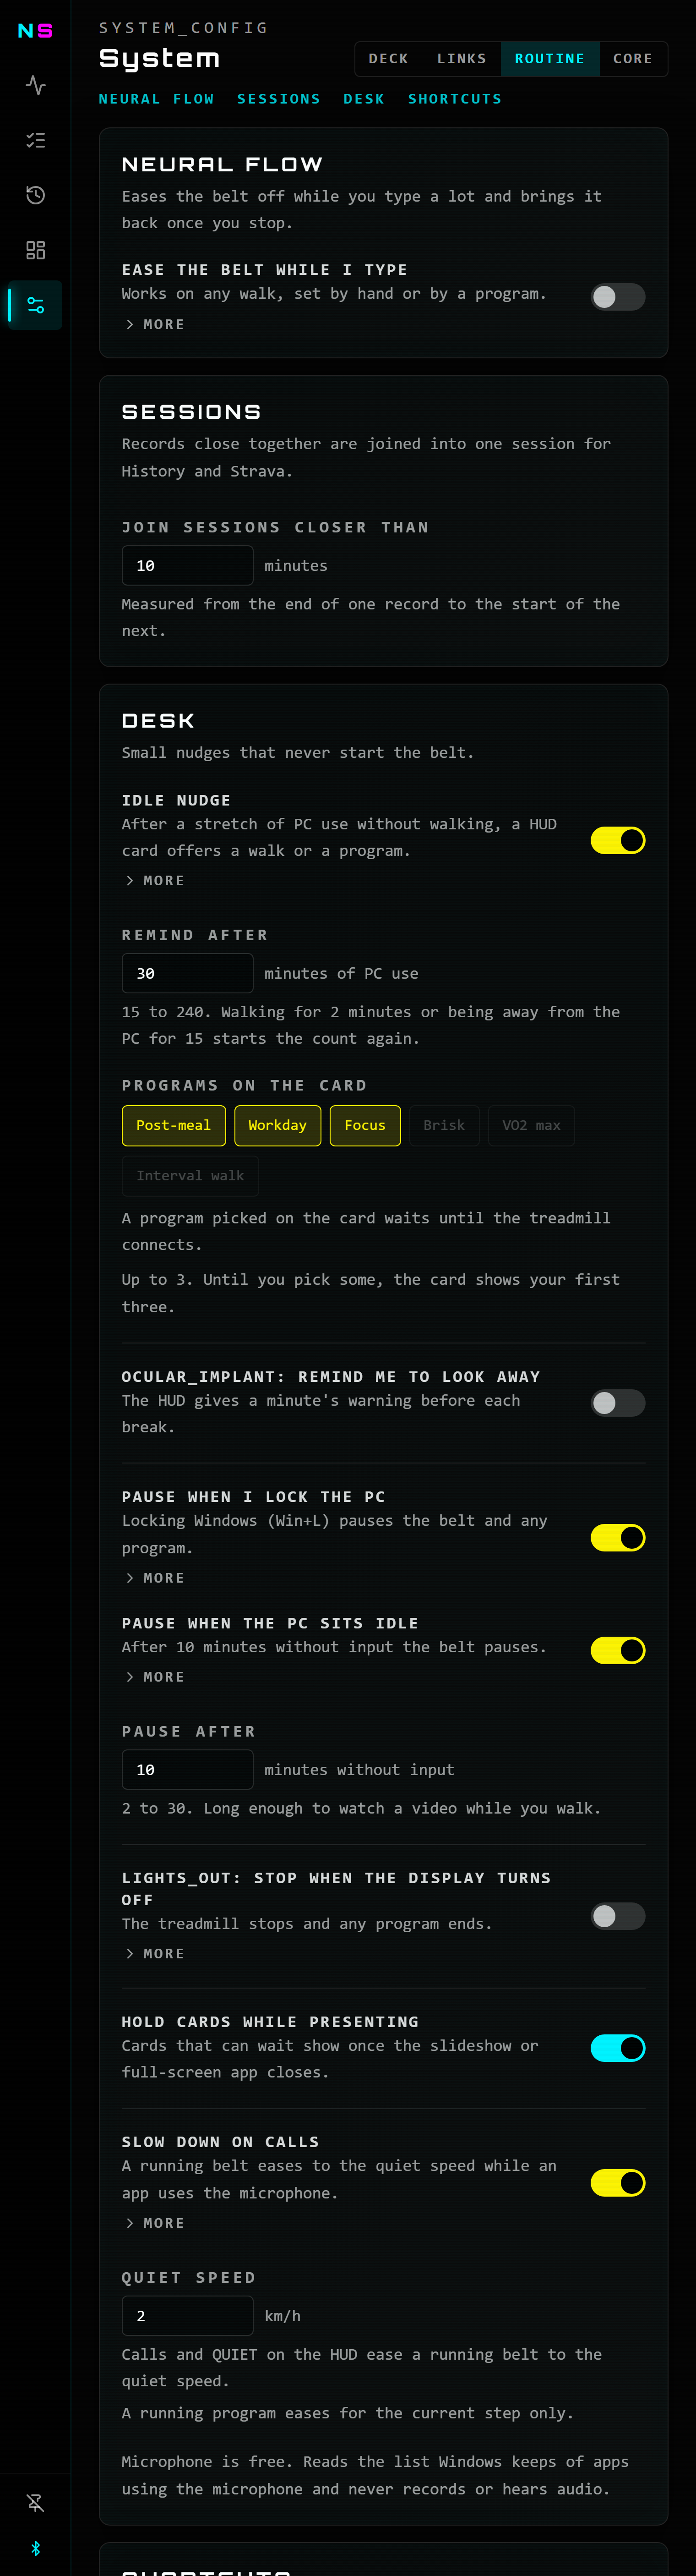 NS
SYSTEM_CONFIG
System
DECK LINKS ROUTINE CORE
NEURAL FLOW SESSIONS DESK SHORTCUTS
NEURAL FLOW
Eases the belt off while you type a lot and brings it
back once you stop.
EASE THE BELT WHILE I TYPE
Works on any walk, set by hand or by a program.
MORE
SESSIONS
Records close together are joined into one session for
History and Strava.
JOIN SESSIONS CLOSER THAN
10 minutes
Measured from the end of one record to the start of the
next.
DESK
Small nudges that never start the belt.
IDLE NUDGE
After a stretch of PC use without walking, a HUD
card offers a walk or a program.
MORE
REMIND AFTER
30 minutes of PC use
15 to 240. Walking for 2 minutes or being away from the
PC for 15 starts the count again.
PROGRAMS ON THE CARD
Post-meal Workday Focus Brisk VO2 max
Interval walk
A program picked on the card waits until the treadmill
connects.
Up to 3. Until you pick some, the card shows your first
three.
OCULAR_IMPLANT: REMIND ME TO LOOK AWAY
The HUD gives a minute's warning before each
break.
PAUSE WHEN I LOCK THE PC
Locking Windows (Win+L) pauses the belt and any
program.
MORE
PAUSE WHEN THE PC SITS IDLE
After 10 minutes without input the belt pauses.
MORE
PAUSE AFTER
10 minutes without input
2 to 30. Long enough to watch a video while you walk.
LIGHTS_OUT: STOP WHEN THE DISPLAY TURNS
OFF
The treadmill stops and any program ends.
MORE
HOLD CARDS WHILE PRESENTING
Cards that can wait show once the slideshow or
full-screen app closes.
SLOW DOWN ON CALLS
A running belt eases to the quiet speed while an
app uses the microphone.
MORE
QUIET SPEED
2 km/h
Calls and QUIET on the HUD ease a running belt to the
quiet speed.
A running program eases for the current step only.
Microphone is free. Reads the list Windows keeps of apps
using the microphone and never records or hears audio.
SHORTCUTS